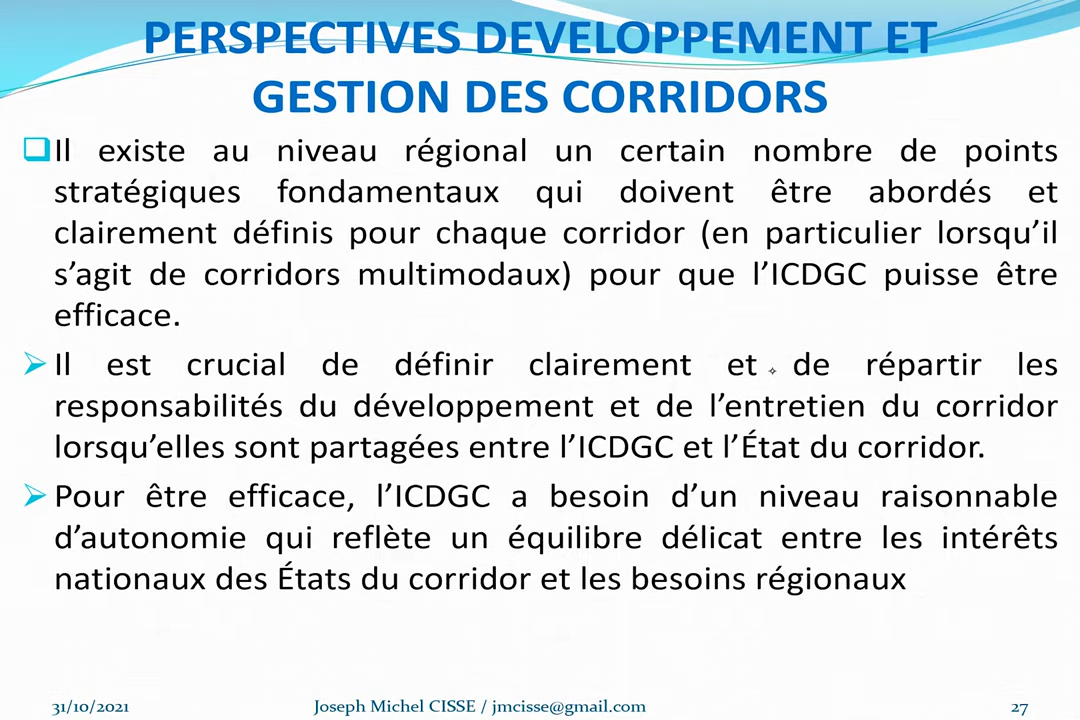 PERSPECTIVES DEVELOPPEMENT ET
GESTION DES CORRIDORS
Il existe au niveau régional un certain nombre de points
stratégiques fondamentaux qui doivent être abordés et
clairement définis pour chaque corridor (en particulier lorsqu’il
s’agit de corridors multimodaux) pour que l’ICDGC puisse être
efficace.
Il est crucial de définir clairement et de répartir les
responsabilités du développement et de l’entretien du corridor
lorsqu’elles sont partagées entre l’ICDGC et l’État du corridor.
Pour être efficace, l’ICDGC a besoin d’un niveau raisonnable
d’autonomie qui reflète un équilibre délicat entre les intérêts
nationaux des États du corridor et les besoins régionaux
31/10/2021 Joseph Michel CISSE / jmcisse@gmail.com 27